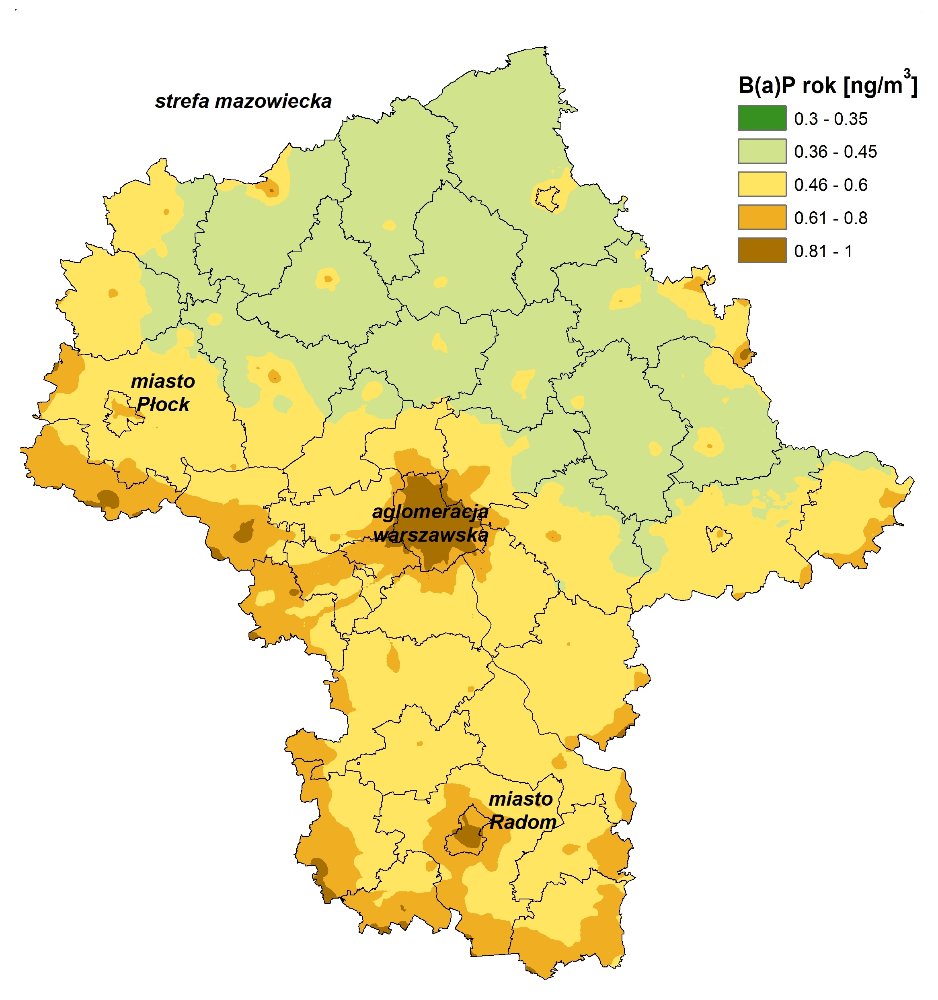 strefa mazowiecka
B(a)P rok [ng/m³]
0.3 - 0.35
0.36 - 0.45
0.46 - 0.6
0.61 - 0.8
0.81 - 1
miasto
Płock
aglomeracja
warszawska
miasto
Radom